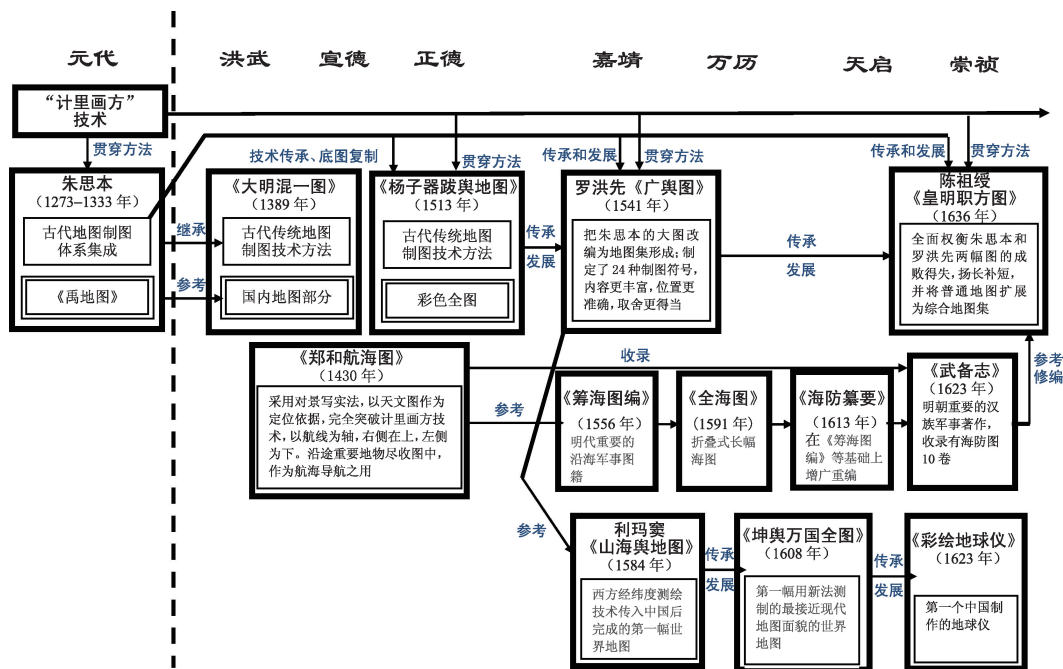 元代
洪武
宣德
正德
嘉靖
万历
天启
崇祯
“计里画方”
技术
贯穿方法
技术传承、底图复制
贯穿方法
传承和发展
贯穿方法
传承和发展
贯穿方法
朱思本
(1273–1333 年)
古代地图制图
体系集成
《禹地图》
继承
参考
《大明混一图》
(1389 年)
古代传统地图
制图技术方法
国内地图部分
《杨子器跋舆地图》
(1513 年)
古代传统地图
制图技术方法
彩色全图
传承
发展
罗洪先《广舆图》
(1541 年)
把朱思本的大图改
编为地图集形成;制
定了 24 种制图符号,
内容更丰富,位置更
准确,取舍更得当
传承
发展
陈祖绶
《皇明职方图》
(1636 年)
全面权衡朱思本和
罗洪先两幅图的成
败得失,扬长补短,
并将普通地图扩展
为综合地图集
《郑和航海图》
(1430 年)
采用对景写实法,以天文图作为
定位依据,完全突破计里画方技
术,以航线为轴,右侧在上,左侧
为下。沿途重要地物尽收图中,
作为航海导航之用
收录
参考
《筹海图编》
(1556 年)
明代重要的
沿海军事图
籍
《全海图》
(1591 年)
折叠式长幅
海图
《海防纂要》
(1613 年)
在《筹海图
编》等基础上
增广重编
《武备志》
(1623 年)
明朝重要的汉
族军事著作,
收录有海防图
10 卷
参考
修编
参考
利玛窦
《山海舆地图》
(1584 年)
西方经纬度测绘
技术传入中国后
完成的第一幅世
界地图
传承
发展
《坤舆万国全图》
(1608 年)
第一幅用新法测
制的最接近现代
地图面貌的世界
地图
传承
发展
《彩绘地球仪》
(1623 年)
第一个中国制
作的地球仪